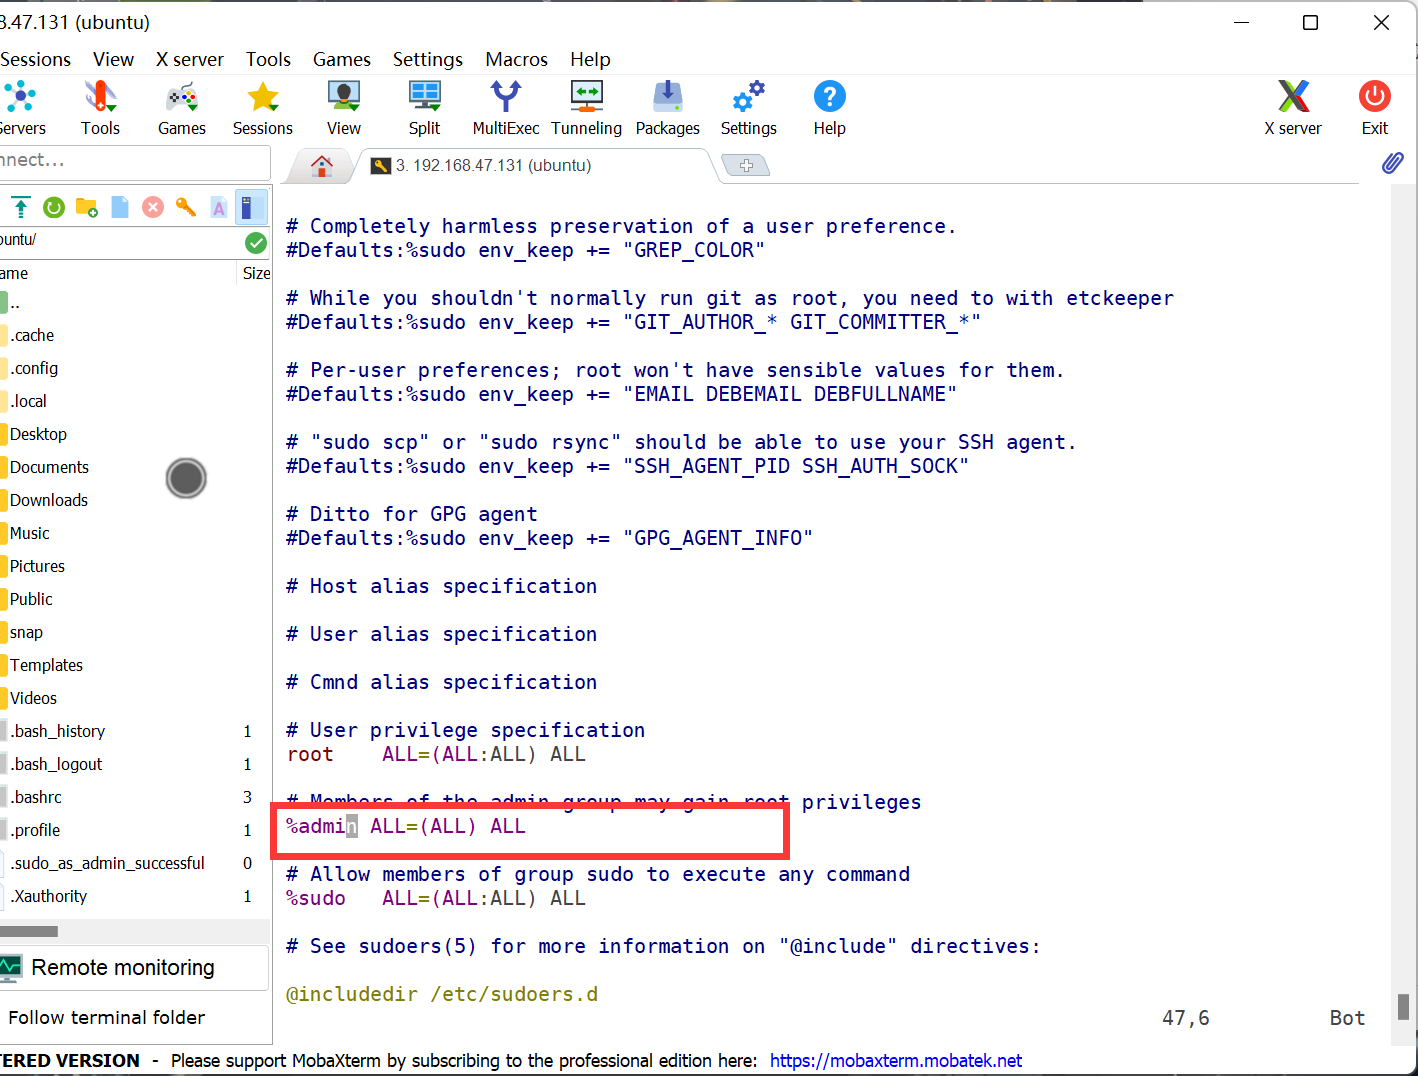 8.47.131 (ubuntu)
Sessions View X server Tools Games Settings Macros Help
Servers Tools Games Sessions View Split MultiExec Tunneling Packages Settings Help X server Exit
nnect...
3. 192.168.47.131 (ubuntu)
buntu/
ame Size
..
.cache
.config
.local
Desktop
Documents
Downloads
Music
Pictures
Public
snap
Templates
Videos
.bash_history 1
.bash_logout 1
.bashrc 3
.profile 1
.sudo_as_admin_successful 0
.Xauthority 1
Remote monitoring
Follow terminal folder
# Completely harmless preservation of a user preference.
#Defaults:%sudo env_keep += "GREP_COLOR"
# While you shouldn't normally run git as root, you need to with etckeeper
#Defaults:%sudo env_keep += "GIT_AUTHOR_* GIT_COMMITTER_*"
# Per-user preferences; root won't have sensible values for them.
#Defaults:%sudo env_keep += "EMAIL DEBEMAIL DEBFULLNAME"
# "sudo scp" or "sudo rsync" should be able to use your SSH agent.
#Defaults:%sudo env_keep += "SSH_AGENT_PID SSH_AUTH_SOCK"
# Ditto for GPG agent
#Defaults:%sudo env_keep += "GPG_AGENT_INFO"
# Host alias specification
# User alias specification
# Cmnd alias specification
# User privilege specification
root ALL=(ALL:ALL) ALL
# Members of the admin group may gain root privileges
%admin ALL=(ALL) ALL
# Allow members of group sudo to execute any command
%sudo ALL=(ALL:ALL) ALL
# See sudoers(5) for more information on "@include" directives:
@includedir /etc/sudoers.d
47,6 Bot
TERED VERSION - Please support MobaXterm by subscribing to the professional edition here: https://mobaxterm.mobatek.net